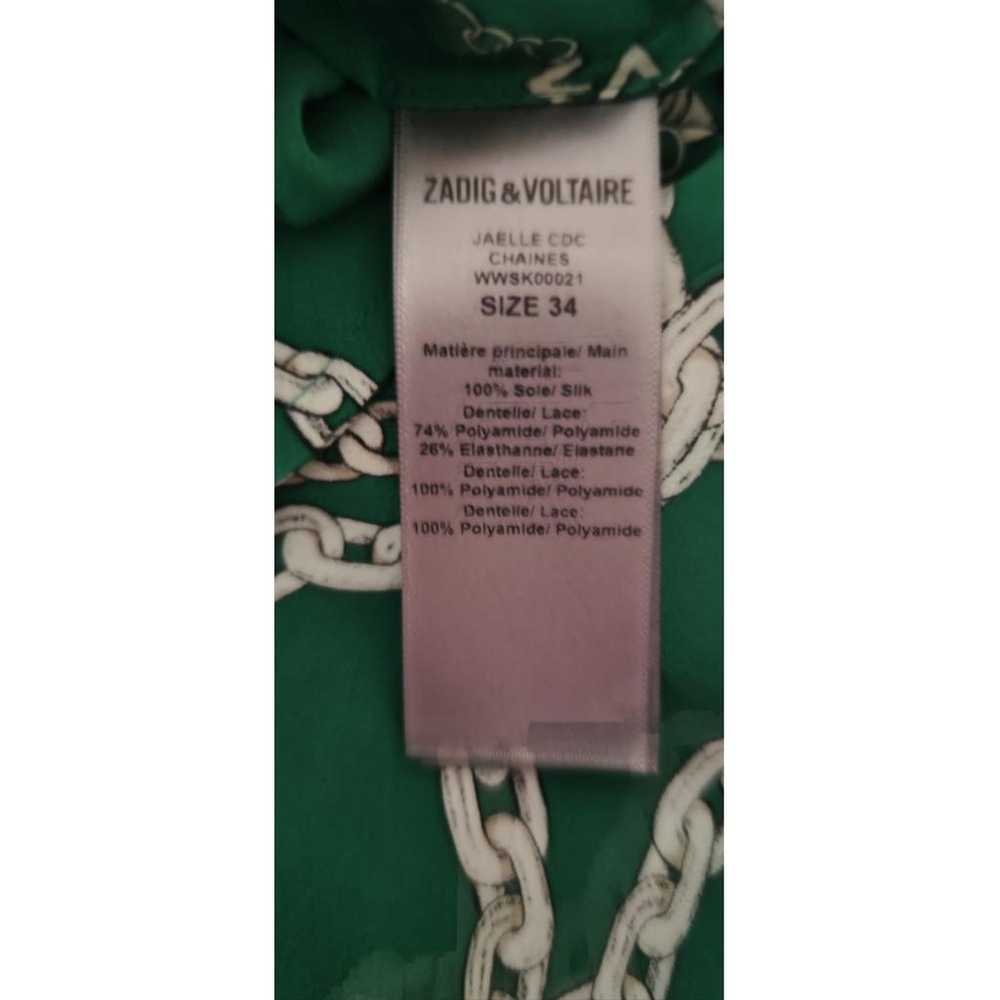 ZADIG & VOLTAIRE
JAELLE CDC
CHAINES
WWSK00021
SIZE 34
Matière principale/ Main
material:
100% Soie/ Silk
Dentelle/ Lace:
74% Polyamide/ Polyamide
26% Elasthanne/ Elastane
Dentelle/ Lace:
100% Polyamide/ Polyamide
Dentelle/ Lace:
100% Polyamide/ Polyamide